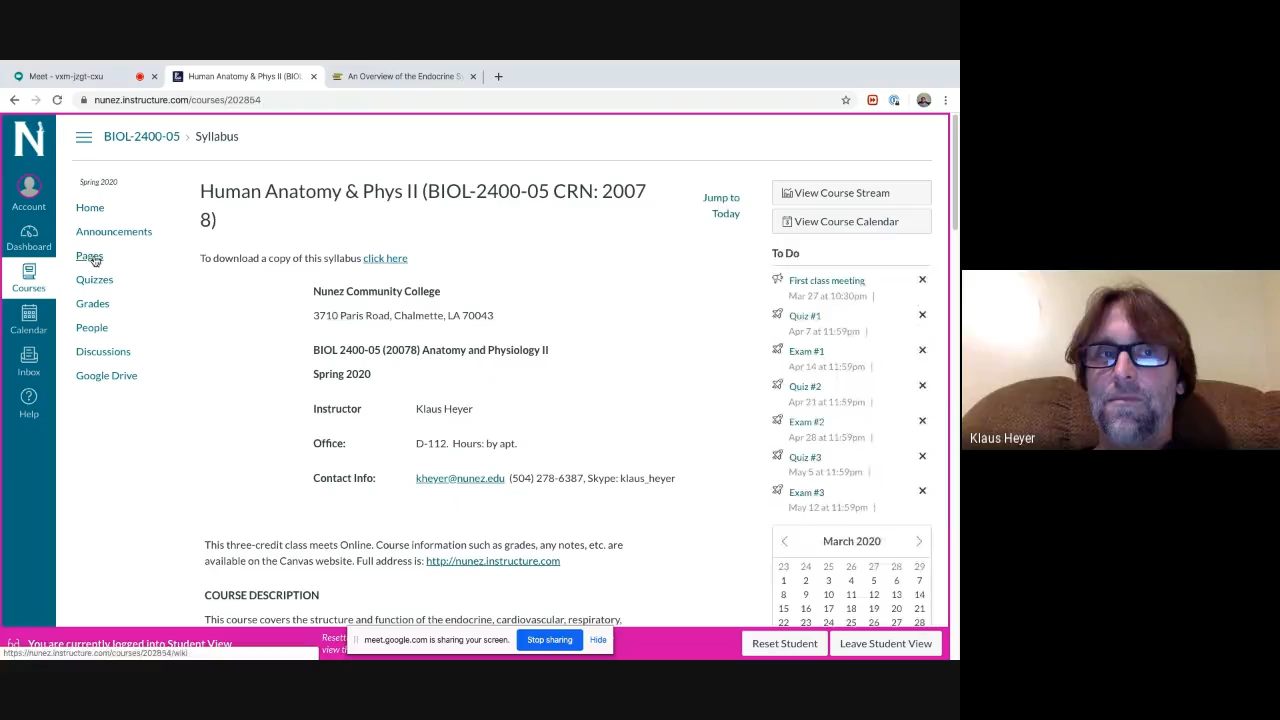 Meet - vxm-jzgt-cxu
Human Anatomy & Phys II (BIO
An Overview of the Endocrine S
nunez.instructure.com/courses/202854
N
Account
Dashboard
Courses
Calendar
Inbox
Help
BIOL-2400-05 › Syllabus
Spring 2020
Home
Announcements
Pages
Quizzes
Grades
People
Discussions
Google Drive
Human Anatomy & Phys II (BIOL-2400-05 CRN: 2007
8)
Jump to
Today
To download a copy of this syllabus click here
Nunez Community College
3710 Paris Road, Chalmette, LA 70043
BIOL 2400-05 (20078) Anatomy and Physiology II
Spring 2020
Instructor Klaus Heyer
Office: D-112. Hours: by apt.
Contact Info: kheyer@nunez.edu (504) 278-6387, Skype: klaus_heyer
This three-credit class meets Online. Course information such as grades, any notes, etc. are
available on the Canvas website. Full address is: http://nunez.instructure.com
COURSE DESCRIPTION
This course covers the structure and function of the endocrine, cardiovascular, respiratory,
View Course Stream
View Course Calendar
To Do
First class meeting
Mar 27 at 10:30pm |
Quiz #1
Apr 7 at 11:59pm |
Exam #1
Apr 14 at 11:59pm |
Quiz #2
Apr 21 at 11:59pm |
Exam #2
Apr 28 at 11:59pm |
Quiz #3
May 5 at 11:59pm |
Exam #3
May 12 at 11:59pm |
March 2020
23 24 25 26 27 28 29
1 2 3 4 5 6 7
8 9 10 11 12 13 14
15 16 17 18 19 20 21
22 23 24 25 26 27 28
You are currently logged into Student View
Resett
view t
meet.google.com is sharing your screen.
Stop sharing
Hide
Reset Student
Leave Student View
https://nunez.instructure.com/courses/202854/wiki
Klaus Heyer